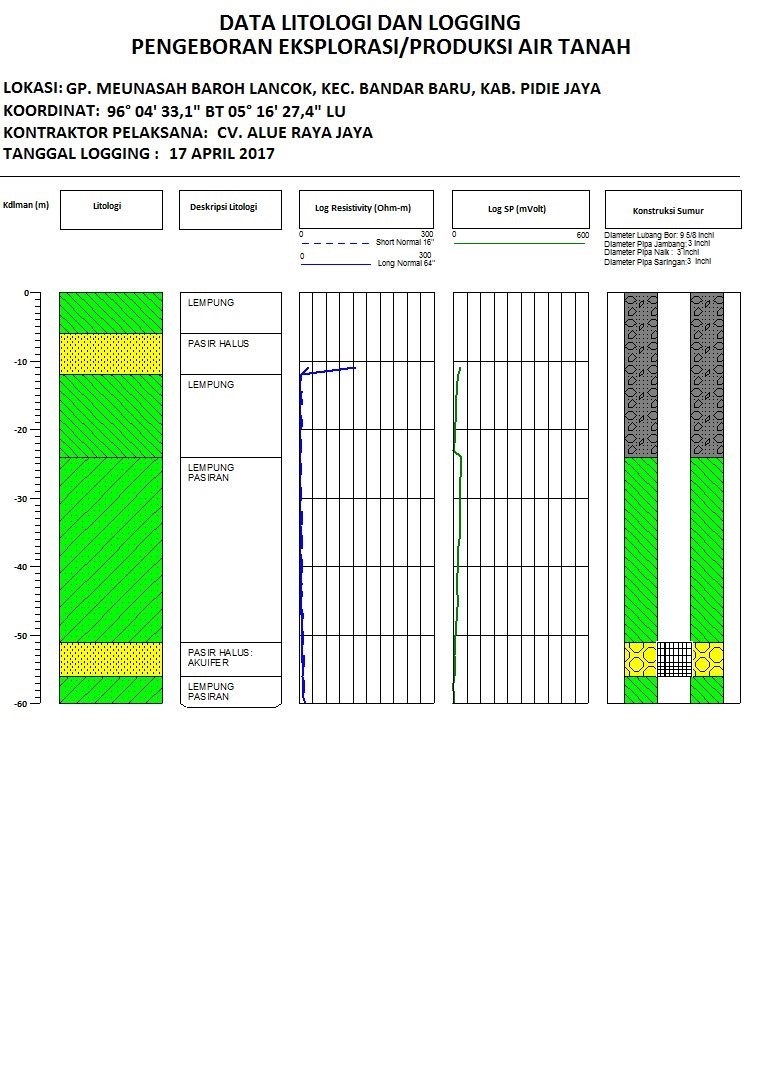 DATA LITOLOGI DAN LOGGING
PENGEBORAN EKSPLORASI/PRODUKSI AIR TANAH
LOKASI: GP. MEUNASAH BAROH LANCOK, KEC. BANDAR BARU, KAB. PIDIE JAYA
KOORDINAT: 96° 04' 33,1" BT 05° 16' 27,4" LU
KONTRAKTOR PELAKSANA: CV. ALUE RAYA JAYA
TANGGAL LOGGING : 17 APRIL 2017
Kdlman (m)
Litologi
Deskripsi Litologi
Log Resistivity (Ohm-m)
Log SP (mVolt)
Konstruksi Sumur
0 300
Short Normal 16"
0 300
Long Normal 64"
0 600
Diameter Lubang Bor: 9 5/8 Inchi
Diameter Pipa Jambang: 3 Inchi
Diameter Pipa Naik : 3 Inchi
Diameter Pipa Saringan:3 Inchi
0
-10
-20
-30
-40
-50
-60
LEMPUNG
PASIR HALUS
LEMPUNG
LEMPUNG
PASIRAN
PASIR HALUS:
AKUIFER
LEMPUNG
PASIRAN